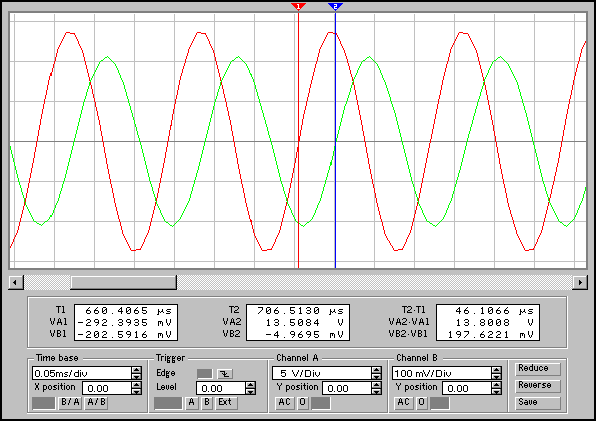 1 2
T1 660.4065 µs T2 706.5130 µs T2-T1 46.1066 µs
VA1 -292.3935 mV VA2 13.5084 V VA2-VA1 13.8008 V
VB1 -202.5916 mV VB2 -4.9695 mV VB2-VB1 197.6221 mV
Time base Trigger Channel A Channel B Reduce
0.05ms/div Edge 5 V/Div 100 mV/Div Reverse
X position 0.00 Level 0.00 Y position 0.00 Y position 0.00
B/A A/B A B Ext AC 0 AC 0 Save